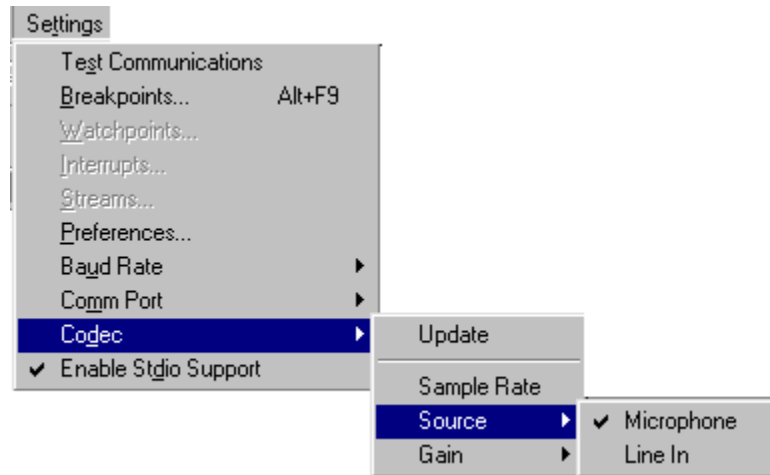 Settings
Test Communications
Breakpoints... Alt+F9
Watchpoints...
Interrupts...
Streams...
Preferences...
Baud Rate
Comm Port
Codec
Enable Stdio Support
Update
Sample Rate
Source
Gain
Microphone
Line In